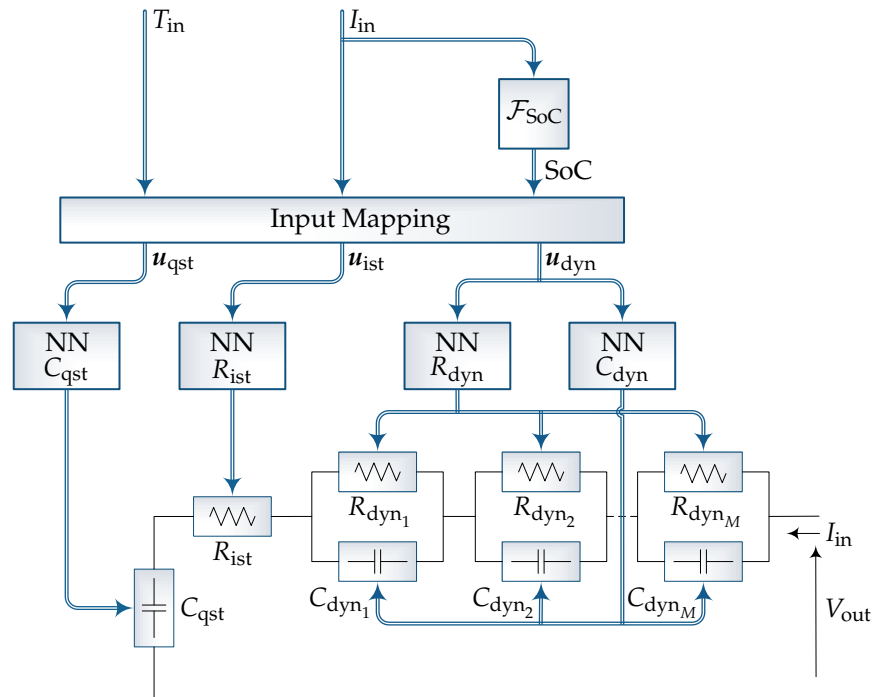 T_in
I_in
F_SoC
SoC
Input Mapping
u_qst
u_ist
u_dyn
NN
C_qst
NN
R_ist
NN
R_dyn
NN
C_dyn
R_dyn_1
R_dyn_2
R_dyn_M
R_ist
I_in
C_qst
C_dyn_1
C_dyn_2
C_dyn_M
V_out